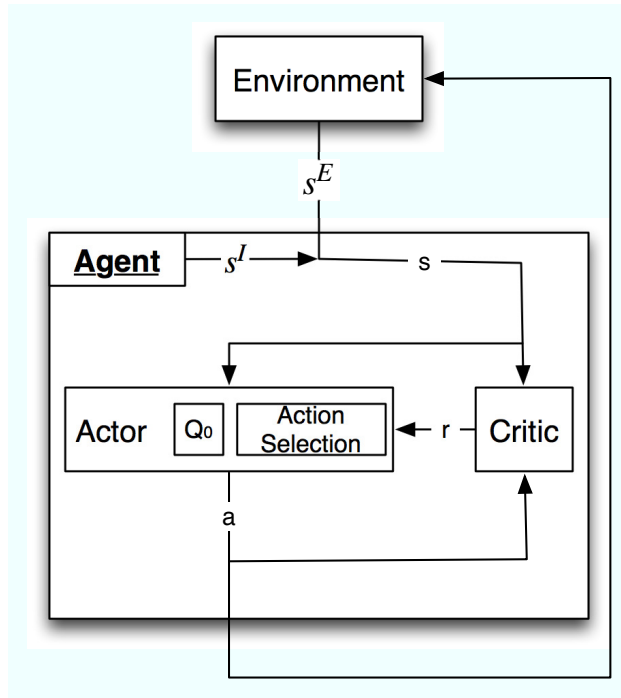 Environment
s^E
Agent
s^I
s
Actor
Q₀
Action
Selection
r
Critic
a